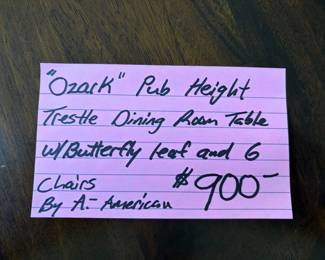 "Ozark" Pub Height
Trestle Dining Room Table
w/Butterfly leaf and 6
Chairs $900-
By A-American